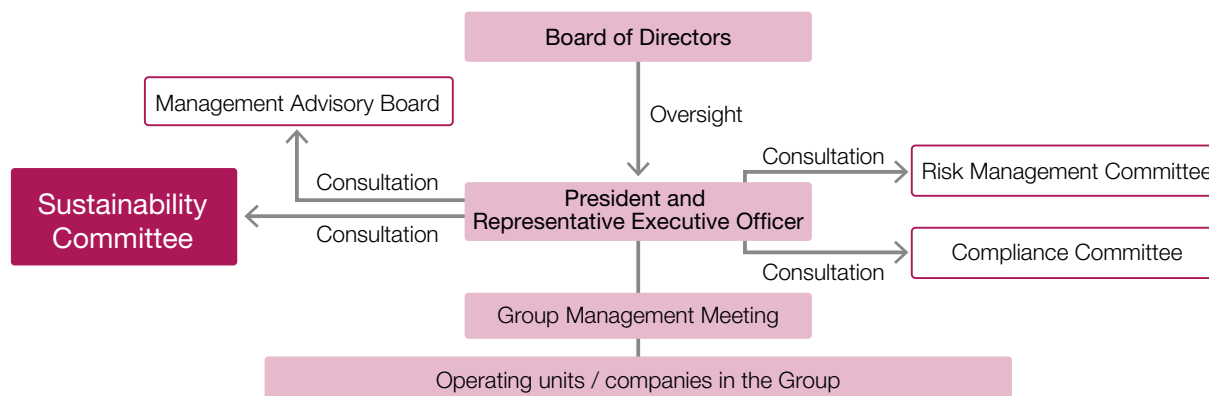 Board of Directors
Management Advisory Board
Oversight
Consultation
Risk Management Committee
Sustainability
Committee
Consultation
Consultation
President and
Representative Executive Officer
Compliance Committee
Consultation
Group Management Meeting
Operating units / companies in the Group